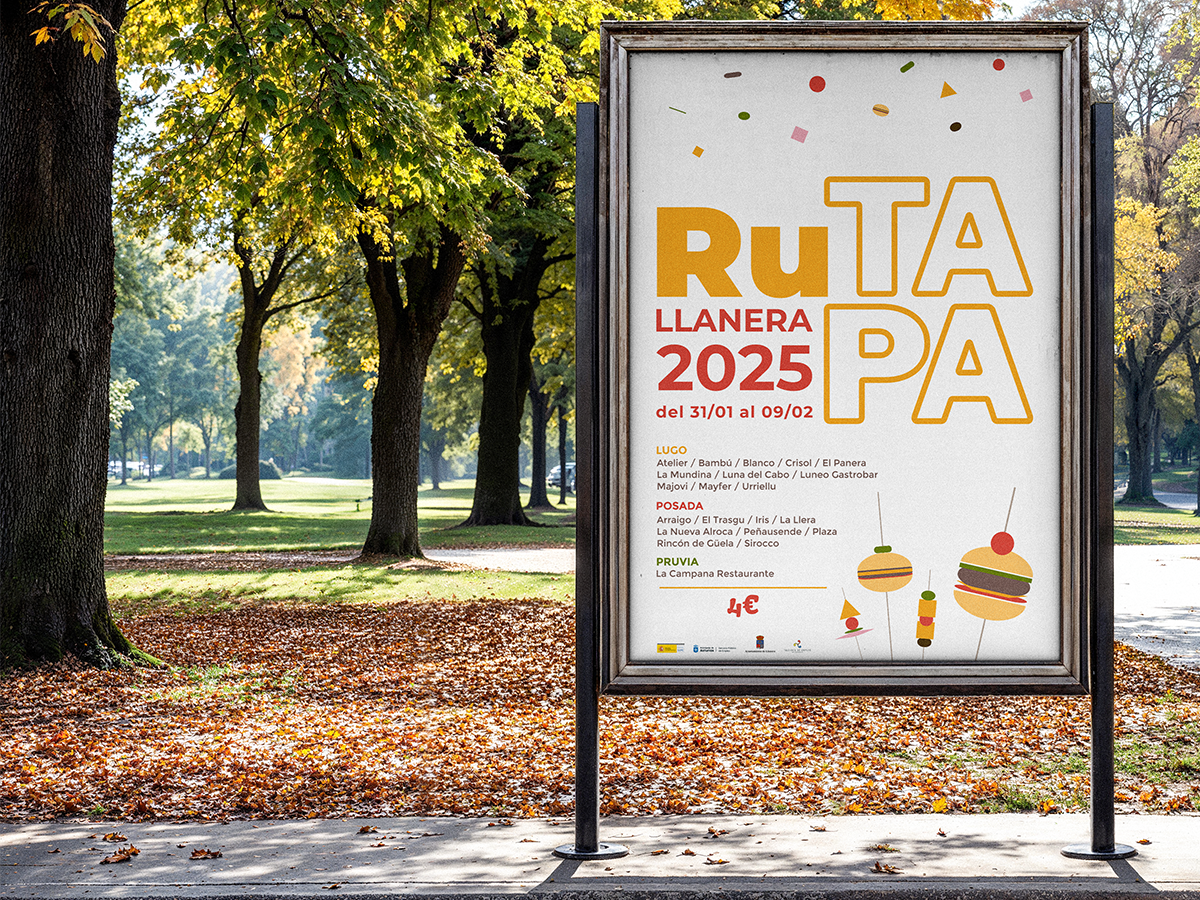 RuTAPA
LLANERA
2025
del 31/01 al 09/02
LUGO
Atelier / Bambú / Blanco / Crisol / El Panera
La Mundina / Luna del Cabo / Luneo Gastrobar
Majovi / Mayfer / Urriellu
POSADA
Arraigo / El Trasgu / Iris / La Llera
La Nueva Alroca / Peñausende / Plaza
Rincón de Güela / Sirocco
PRUVIA
La Campana Restaurante
4€